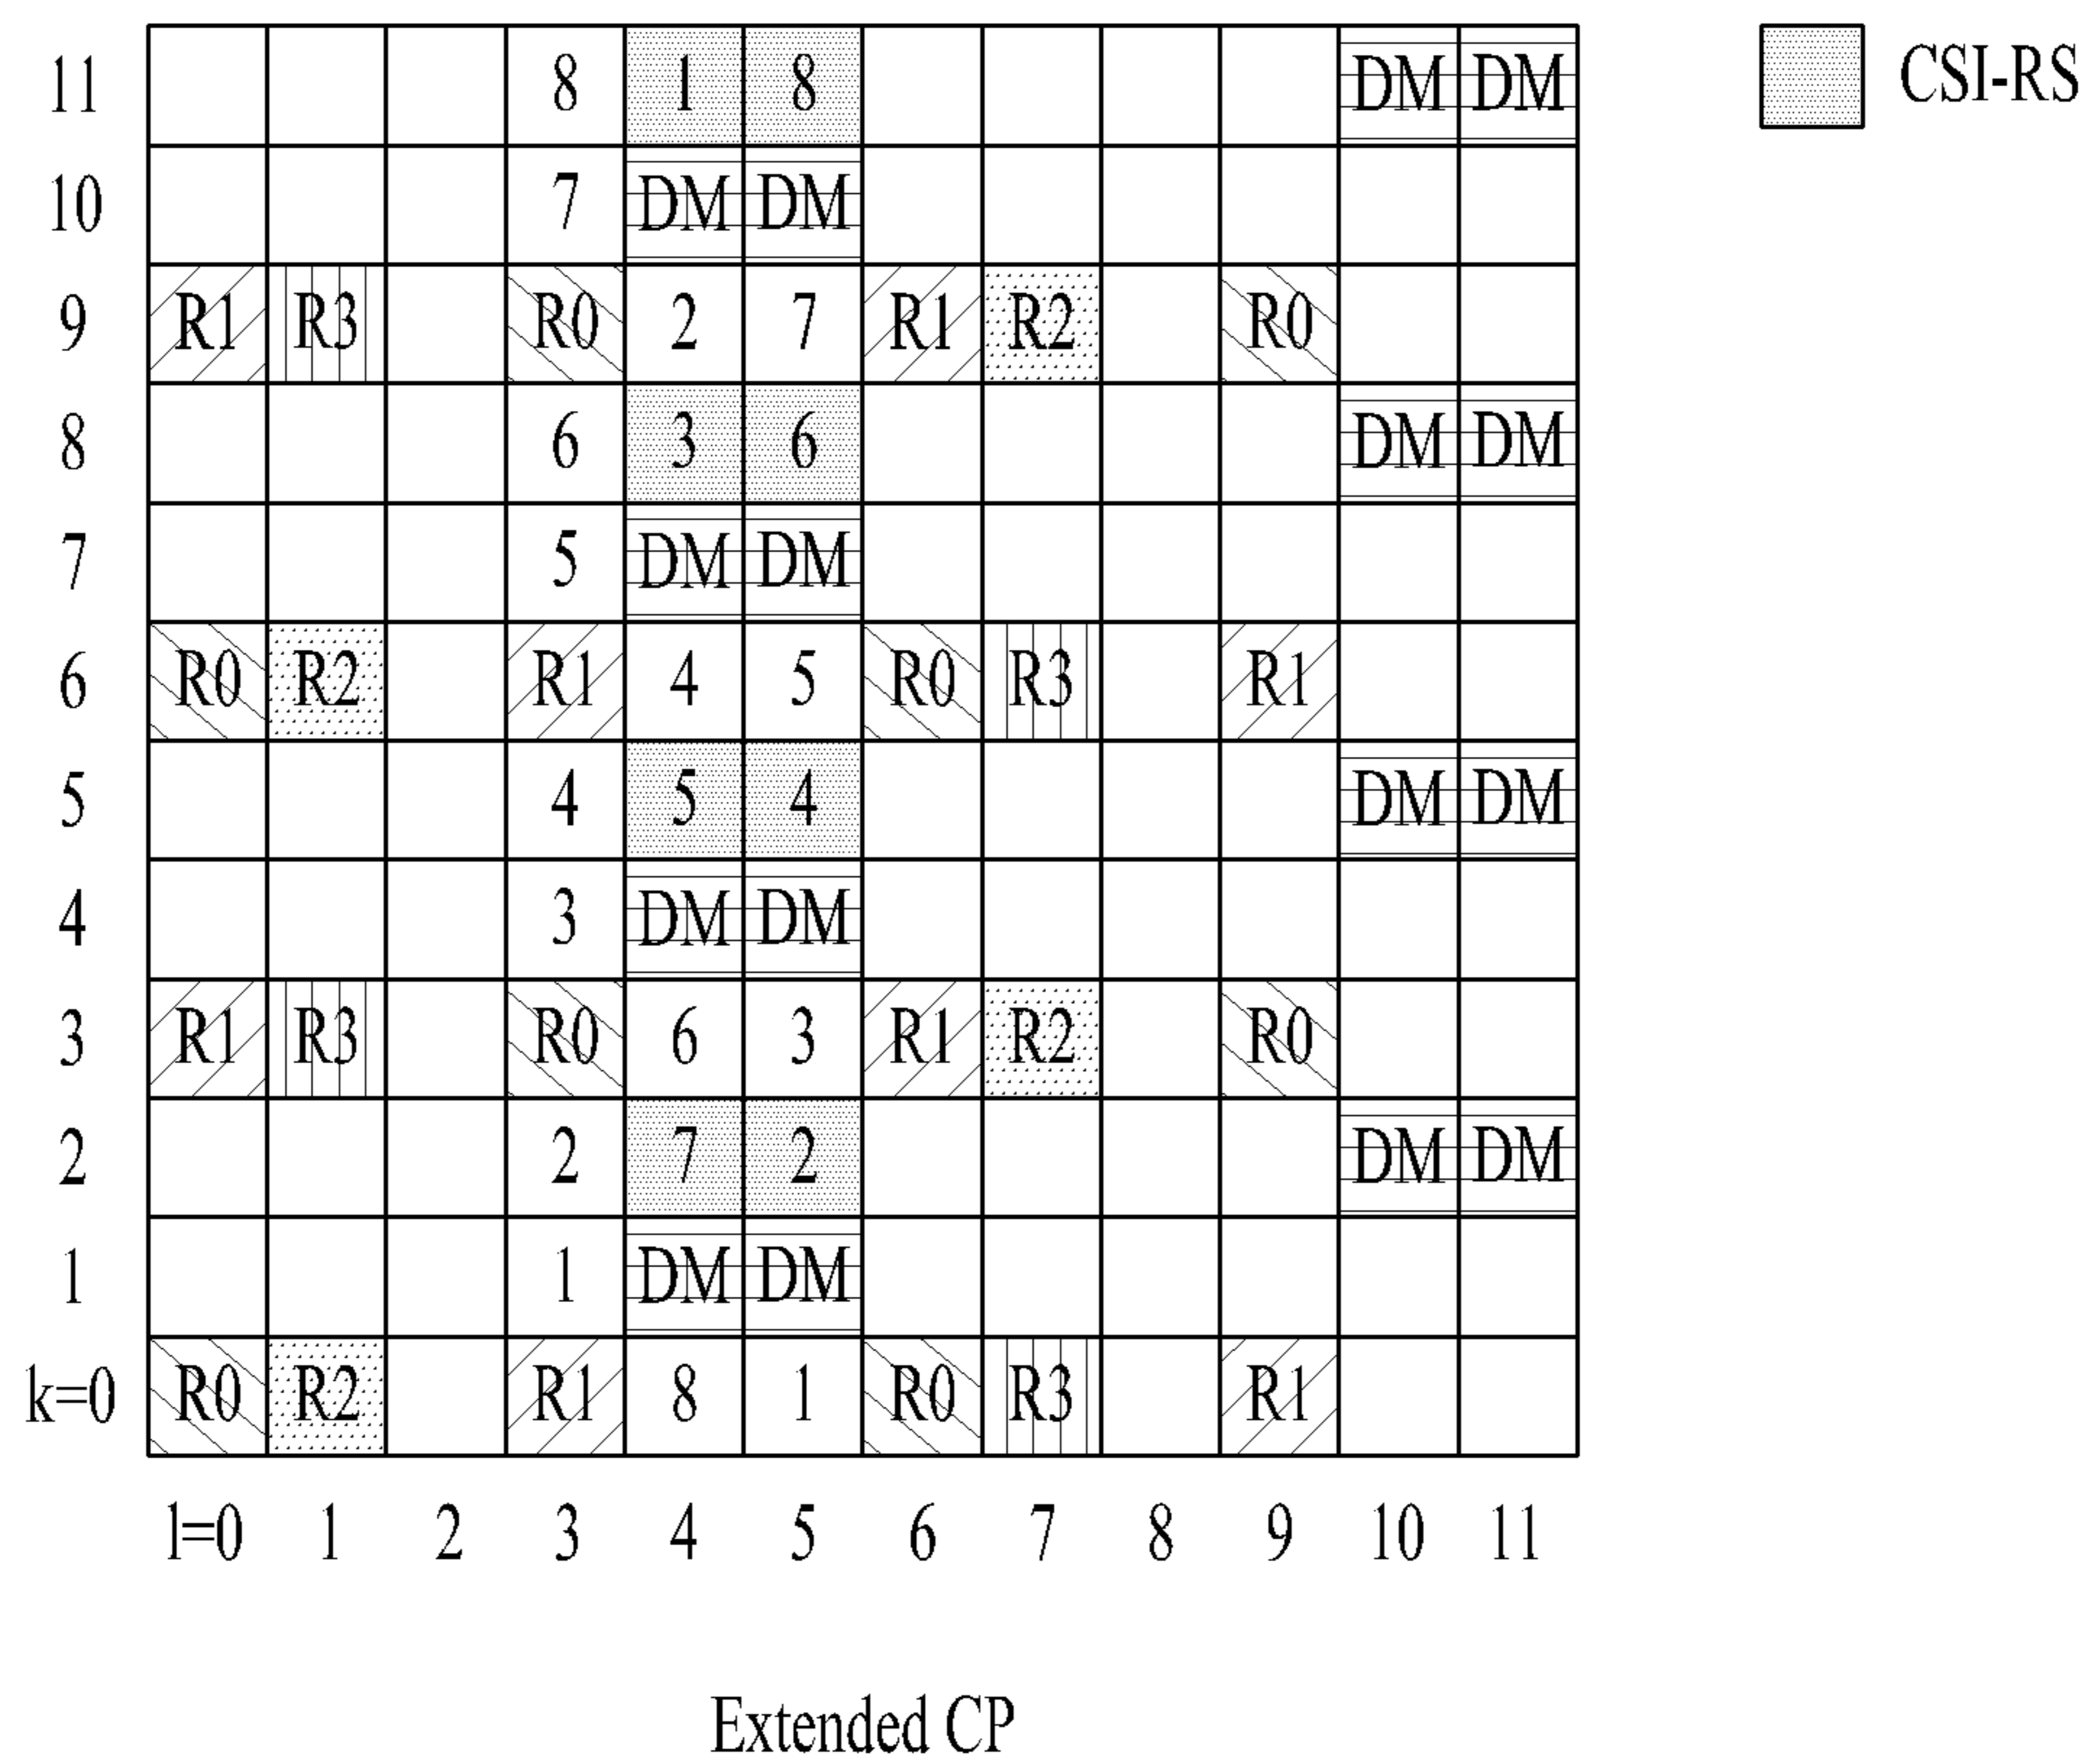 11 8 1 8 DM DM CSI-RS
10 7 DM DM
9 R1 R3 R0 2 7 R1 R2 R0
8 6 3 6 DM DM
7 5 DM DM
6 R0 R2 R1 4 5 R0 R3 R1
5 4 5 4 DM DM
4 3 DM DM
3 R1 R3 R0 6 3 R1 R2 R0
2 2 7 2 DM DM
1 1 DM DM
k=0 R0 R2 R1 8 1 R0 R3 R1
l=0 1 2 3 4 5 6 7 8 9 10 11
Extended CP